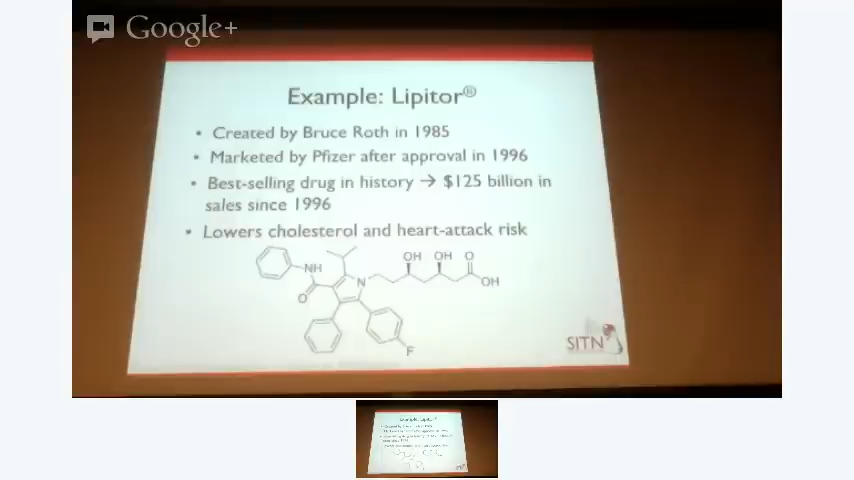 Google+
Example: Lipitor®
• Created by Bruce Roth in 1985
• Marketed by Pfizer after approval in 1996
• Best-selling drug in history → $125 billion in
sales since 1996
• Lowers cholesterol and heart-attack risk
OH OH O
NH
N
OH
O
F
SITN
Example: Lipitor®